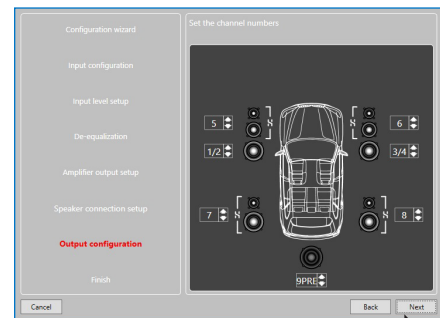 Configuration wizard
Input configuration
Input level setup
De-equalization
Amplifier output setup
Speaker connection setup
Output configuration
Finish
Set the channel numbers
5
6
1/2
3/4
7
8
9PRE
Cancel
Back
Next